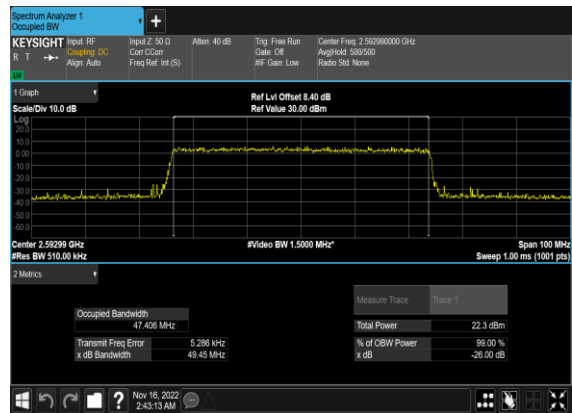 Spectrum Analyzer 1
Occupied BW
KEYSIGHT
R T
Input: RF
Coupling: DC
Align: Auto
Input Z: 50 Ω
Corr CCorr
Freq Ref: Int (S)
Atten: 40 dB
Trig: Free Run
Gate: Off
#IF Gain: Low
Center Freq: 2.592990000 GHz
Avg|Hold: 500/500
Radio Std: None
1 Graph
Scale/Div 10.0 dB
Ref Lvl Offset 8.40 dB
Ref Value 30.00 dBm
Log
20.0
10.0
0.00
-10.0
-20.0
-30.0
-40.0
-50.0
-60.0
Center 2.59299 GHz
#Res BW 510.00 kHz
#Video BW 1.5000 MHz*
Span 100 MHz
Sweep 1.00 ms (1001 pts)
2 Metrics
Measure Trace
Trace 1
Occupied Bandwidth
47.406 MHz
Total Power
22.3 dBm
Transmit Freq Error
5.286 kHz
% of OBW Power
99.00 %
x dB Bandwidth
49.45 MHz
x dB
-26.00 dB
Nov 16, 2022
2:43:13 AM